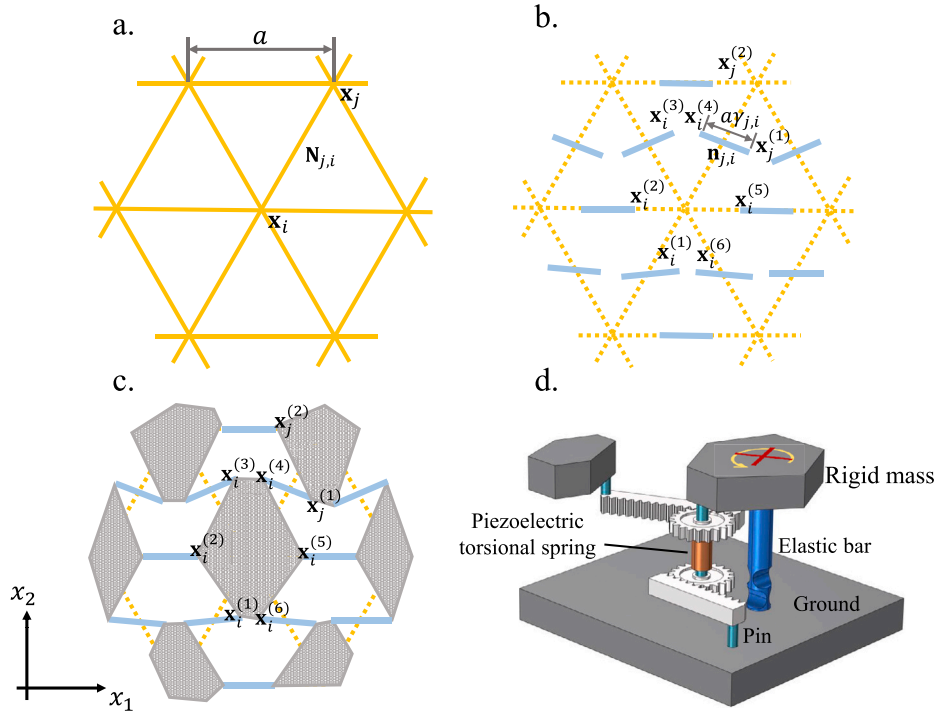 a.
a
𝐱_j
𝐍_{j,i}
𝐱_i
b.
𝐱_j^{(2)}
𝐱_i^{(3)} 𝐱_i^{(4)} aγ_{j,i}
𝐱_j^{(1)}
𝐧_{j,i}
𝐱_i^{(2)} 𝐱_i^{(5)}
𝐱_i^{(1)} 𝐱_i^{(6)}
c.
𝐱_j^{(2)}
𝐱_i^{(3)} 𝐱_i^{(4)}
𝐱_j^{(1)}
𝐱_i^{(2)} 𝐱_i^{(5)}
𝐱_i^{(1)} 𝐱_i^{(6)}
x_2
x_1
d.
Rigid mass
Piezoelectric
torsional spring
Elastic bar
Ground
Pin